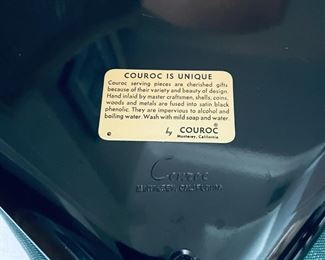 COUROC IS UNIQUE
Couroc serving pieces are cherished gifts
because of their variety and beauty of design.
Hand inlaid by master craftsmen, shells, coins,
woods and metals are fused into satin black
phenolic. They are impervious to alcohol and
boiling water. Wash with mild soap and water.
© by COUROC®
Monterey, California
Couroc
MONTEREY, CALIFORNIA